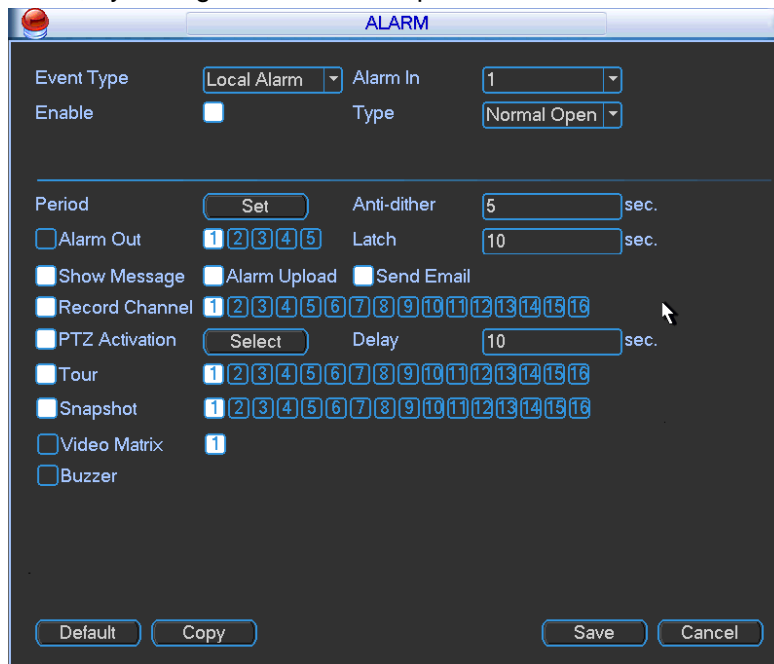 ALARM
Event Type Local Alarm Alarm In 1
Enable Type Normal Open
Period Set Anti-dither 5 sec.
Alarm Out 1 2 3 4 5 Latch 10 sec.
Show Message Alarm Upload Send Email
Record Channel 1 2 3 4 5 6 7 8 9 10 11 12 13 14 15 16
PTZ Activation Select Delay 10 sec.
Tour 1 2 3 4 5 6 7 8 9 10 11 12 13 14 15 16
Snapshot 1 2 3 4 5 6 7 8 9 10 11 12 13 14 15 16
Video Matrix 1
Buzzer
Default Copy Save Cancel